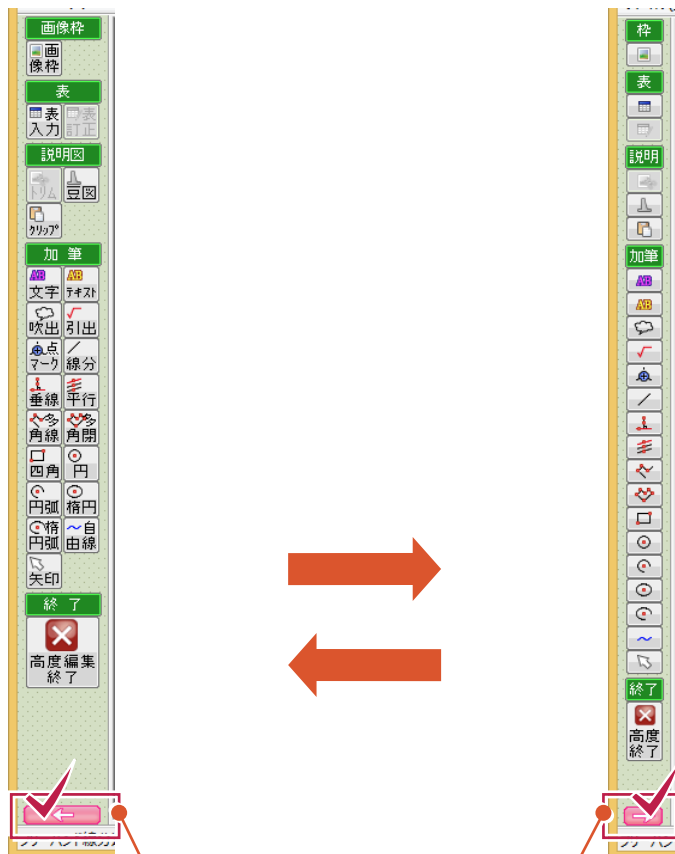 画像枠
画
像枠
表
表 表
入力 訂正
説明図
トリム 豆図
クリップ
加 筆
AB AB
文字 テキスト
吹出 引出
点
マーク 線分
垂線 平行
多 多
角線 角閉
四角 円
円弧 楕円
楕 自
円弧 由線
矢印
終 了
高度編集
終了
枠
表
説明
加筆
AB
AB
終了
高度
終了